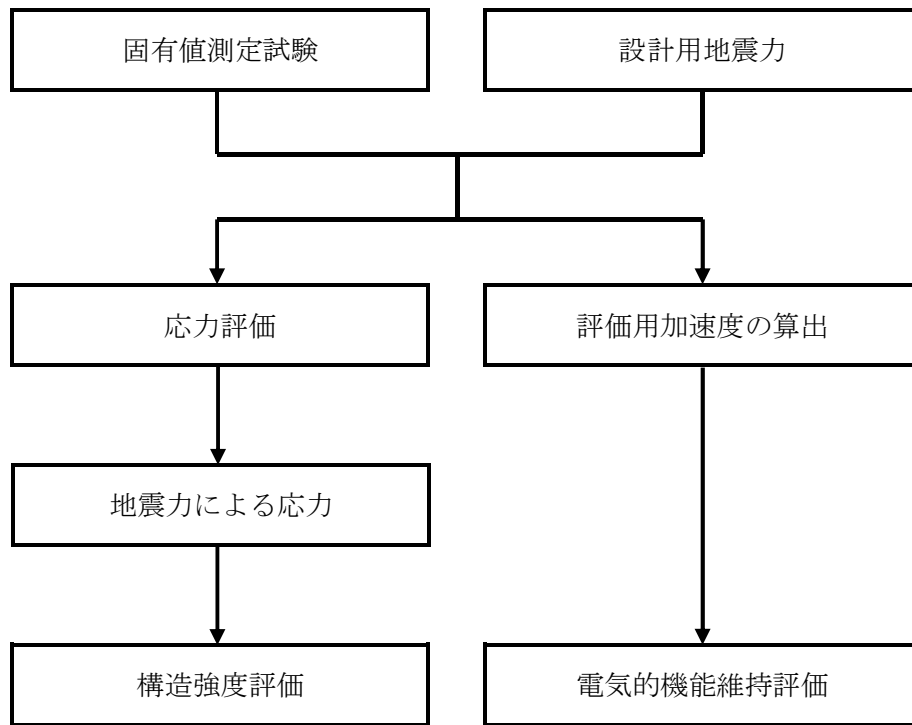 固有値測定試験
設計用地震力
応力評価
評価用加速度の算出
地震力による応力
構造強度評価
電気的機能維持評価